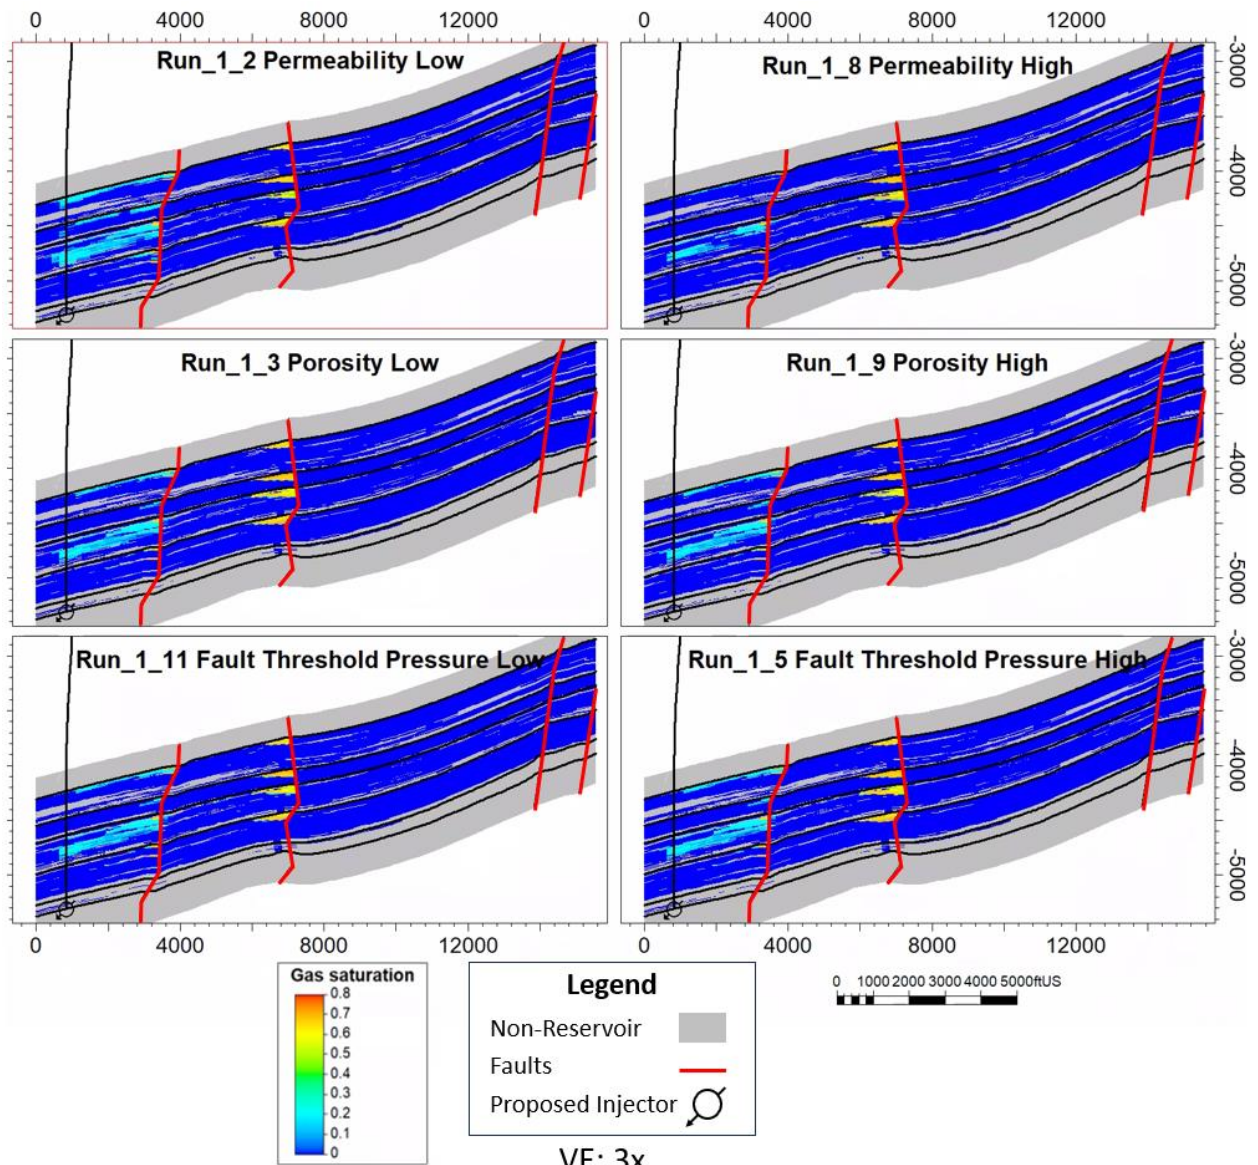 0 4000 8000 12000 0 4000 8000 12000
Run_1_2 Permeability Low
Run_1_8 Permeability High
-3000
-4000
-5000
Run_1_3 Porosity Low
Run_1_9 Porosity High
-3000
-4000
-5000
Run_1_11 Fault Threshold Pressure Low
Run_1_5 Fault Threshold Pressure High
-3000
-4000
-5000
0 4000 8000 12000 0 4000 8000 12000
Gas saturation
0.8
0.7
0.6
0.5
0.4
0.3
0.2
0.1
0
Legend
Non-Reservoir
Faults
Proposed Injector
0 1000 2000 3000 4000 5000ftUS
VE: 3x